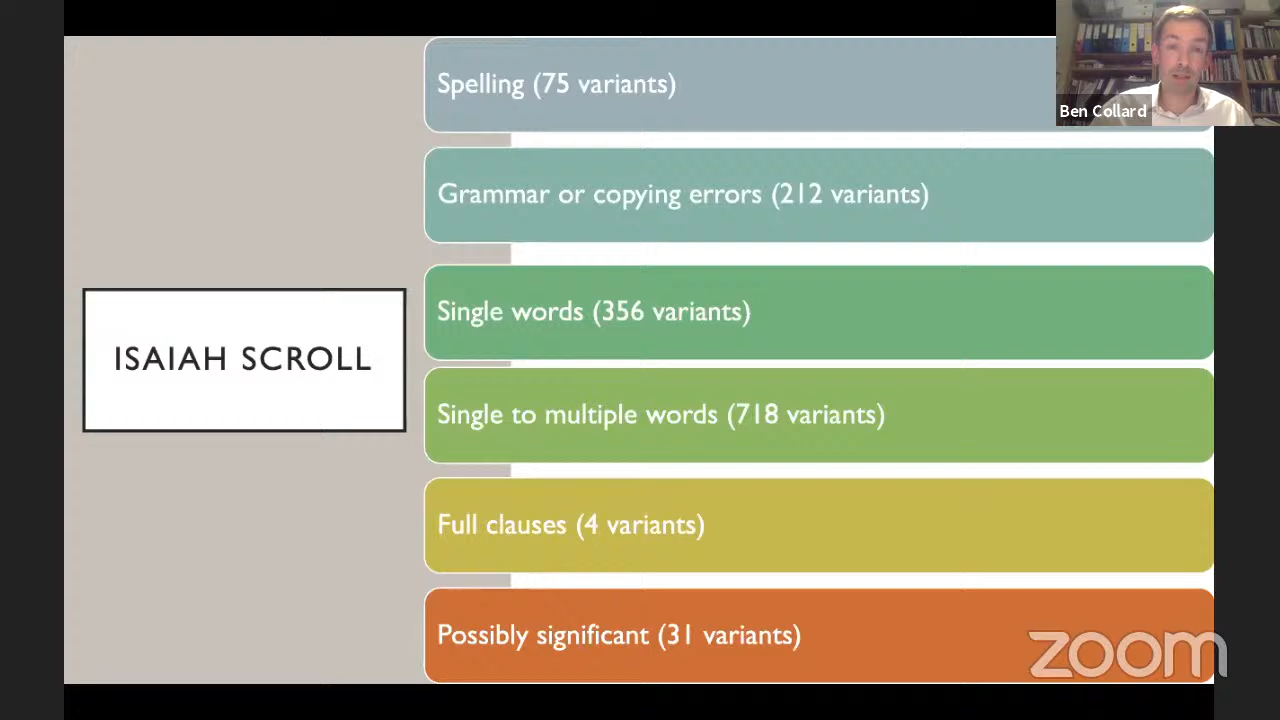 Spelling (75 variants)
Ben Collard
Grammar or copying errors (212 variants)
Single words (356 variants)
ISAIAH SCROLL
Single to multiple words (718 variants)
Full clauses (4 variants)
Possibly significant (31 variants)
zoom